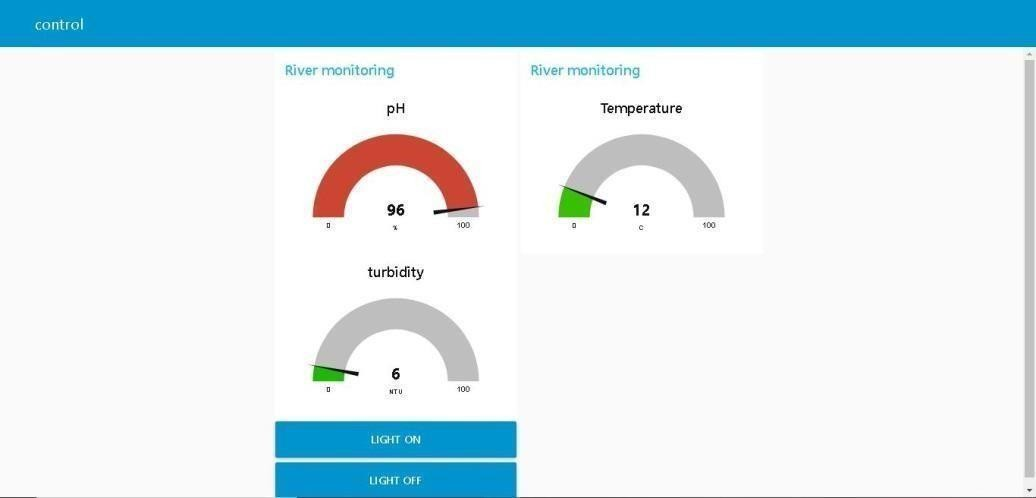 control
River monitoring
pH
96
%
0
100
turbidity
6
NTU
0
100
LIGHT ON
LIGHT OFF
River monitoring
Temperature
12
C
0
100